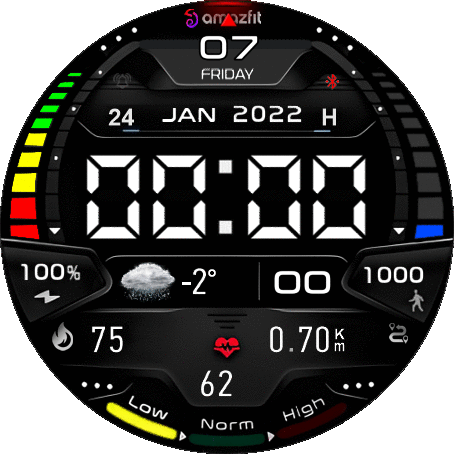 amazfit
07
FRIDAY
24 JAN 2022 H
00:00
100% -2° 00 1000
75 0.70 Km
62
Low Norm High